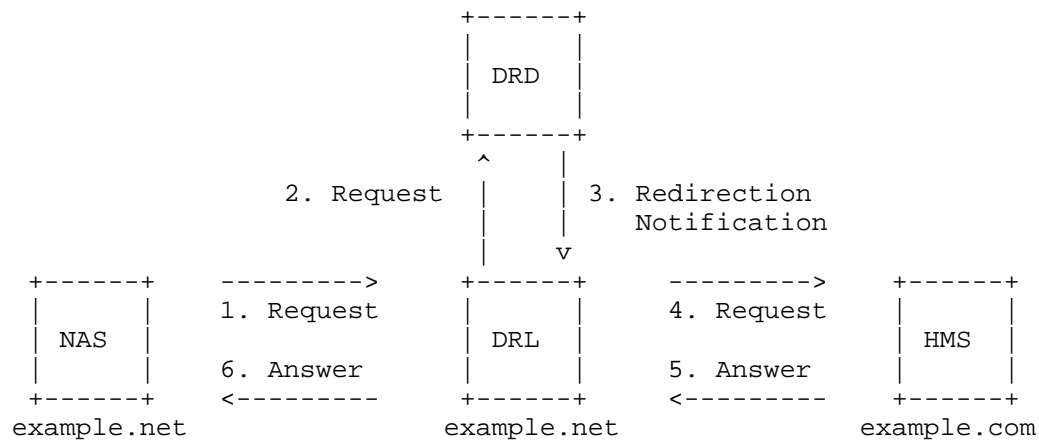 DRD
2. Request 3. Redirection
Notification
1. Request 4. Request
NAS DRL HMS
6. Answer 5. Answer
example.net example.net example.com